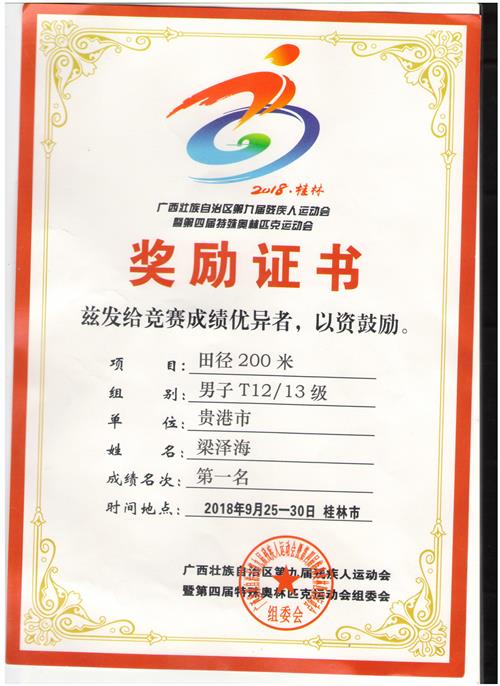 2018·桂林
广西壮族自治区第九届残疾人运动会
暨第四届特殊奥林匹克运动会
奖励证书
兹发给竞赛成绩优异者，以资鼓励。
项 目：田径200米
组 别：男子T12/13级
单 位：贵港市
姓 名：梁泽海
成绩名次：第一名
时间地点：2018年9月25—30日 桂林市
广西壮族自治区第九届残疾人运动会
暨第四届特殊奥林匹克运动会组委会
组委会